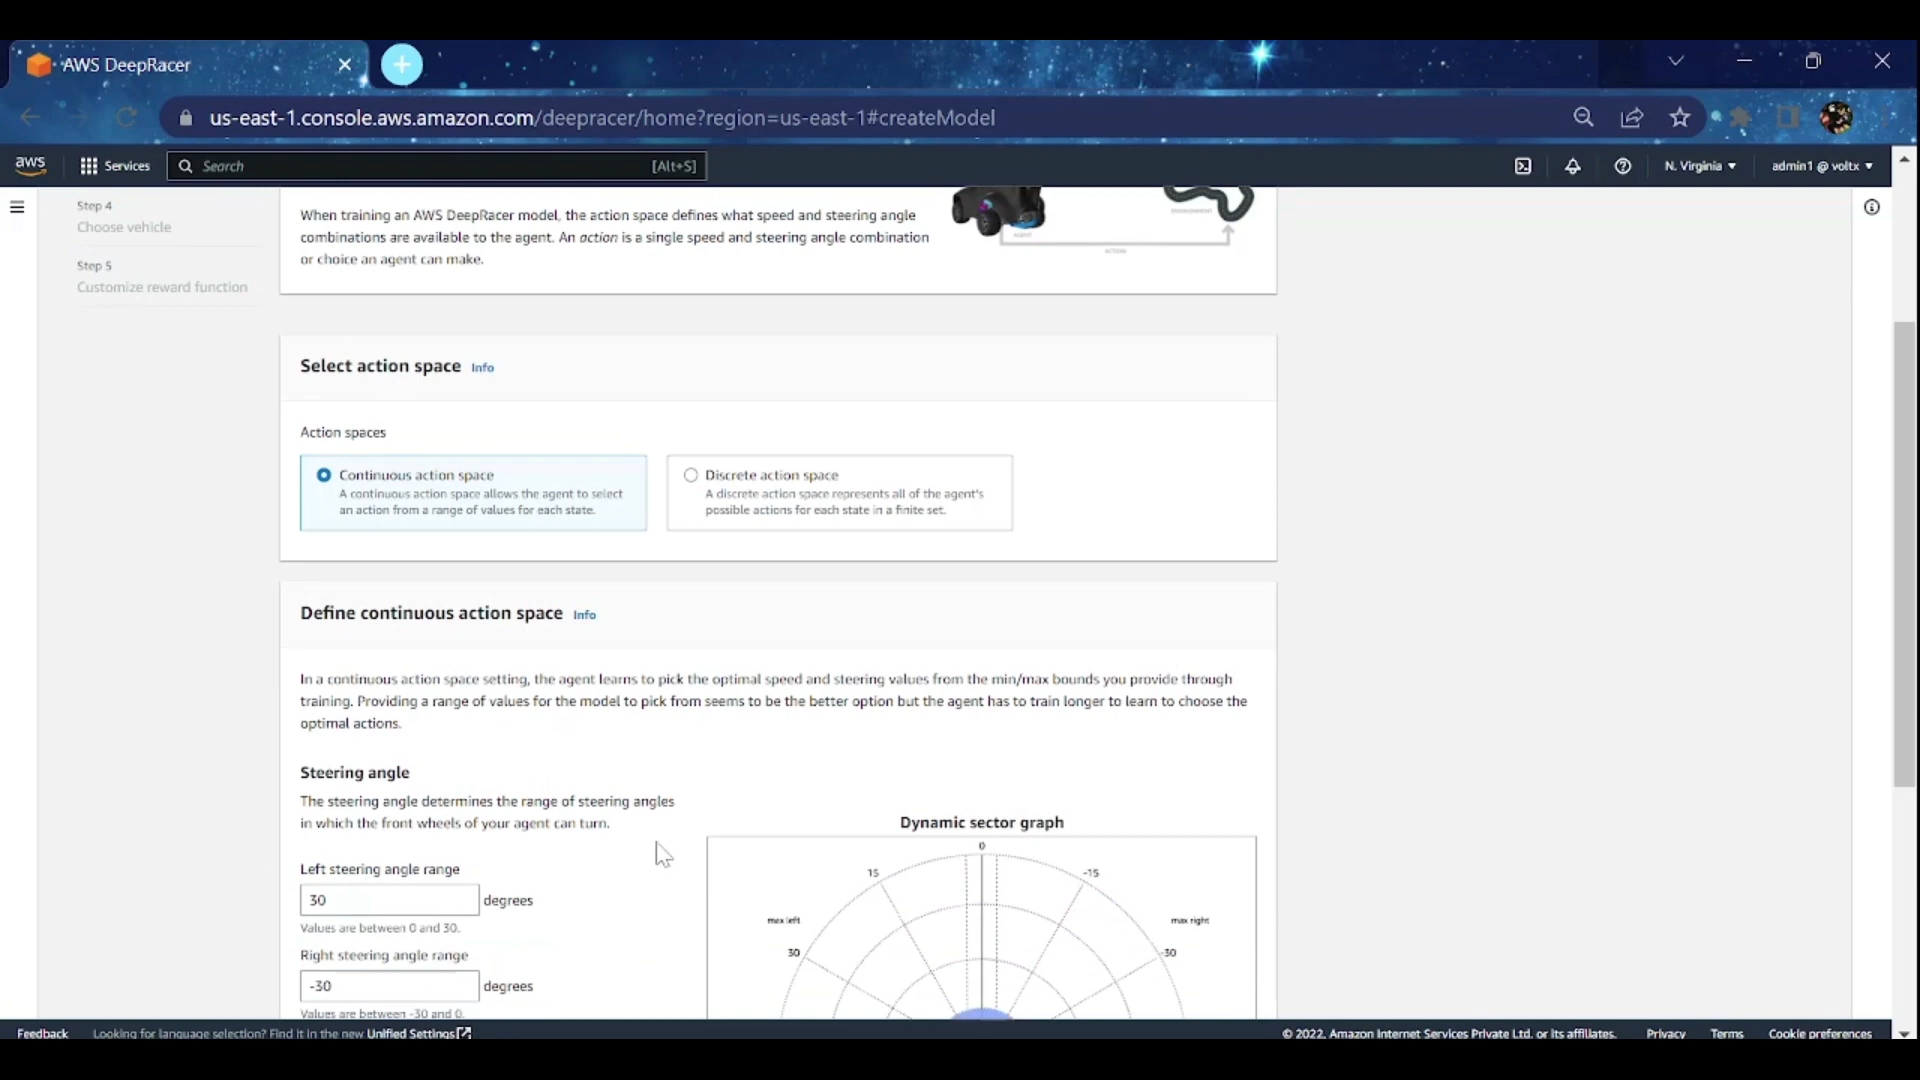 AWS DeepRacer
us-east-1.console.aws.amazon.com/deepracer/home?region=us-east-1#createModel
aws
Services
Search
[Alt+S]
N. Virginia
admin1 @ voltx
Step 4
Choose vehicle
Step 5
Customize reward function
When training an AWS DeepRacer model, the action space defines what speed and steering angle
combinations are available to the agent. An action is a single speed and steering angle combination
or choice an agent can make.
ENVIRONMENT
AGENT
ACTION
Select action space Info
Action spaces
Continuous action space
A continuous action space allows the agent to select
an action from a range of values for each state.
Discrete action space
A discrete action space represents all of the agent's
possible actions for each state in a finite set.
Define continuous action space Info
In a continuous action space setting, the agent learns to pick the optimal speed and steering values from the min/max bounds you provide through
training. Providing a range of values for the model to pick from seems to be the better option but the agent has to train longer to learn to choose the
optimal actions.
Steering angle
The steering angle determines the range of steering angles
in which the front wheels of your agent can turn.
Left steering angle range
30 degrees
Values are between 0 and 30.
Right steering angle range
-30 degrees
Values are between -30 and 0.
Dynamic sector graph
0
15
-15
max left
max right
30
-30
Feedback
Looking for language selection? Find it in the new Unified Settings
© 2022, Amazon Internet Services Private Ltd. or its affiliates.
Privacy
Terms
Cookie preferences